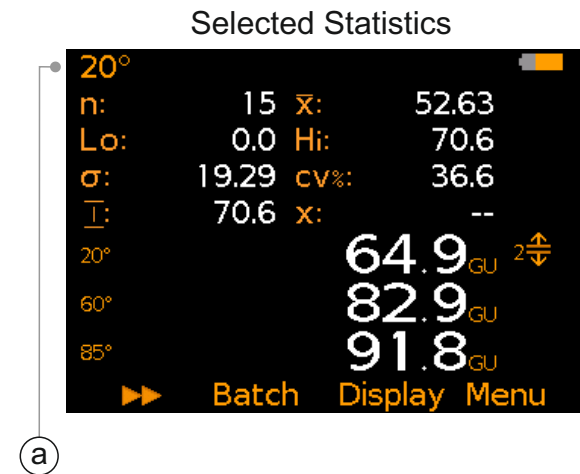 Selected Statistics
20°
n: 15 x̅: 52.63
Lo: 0.0 Hi: 70.6
σ: 19.29 cv%: 36.6
⌶: 70.6 x: --
20° 64.9GU 2
60° 82.9GU
85° 91.8GU
Batch Display Menu
a